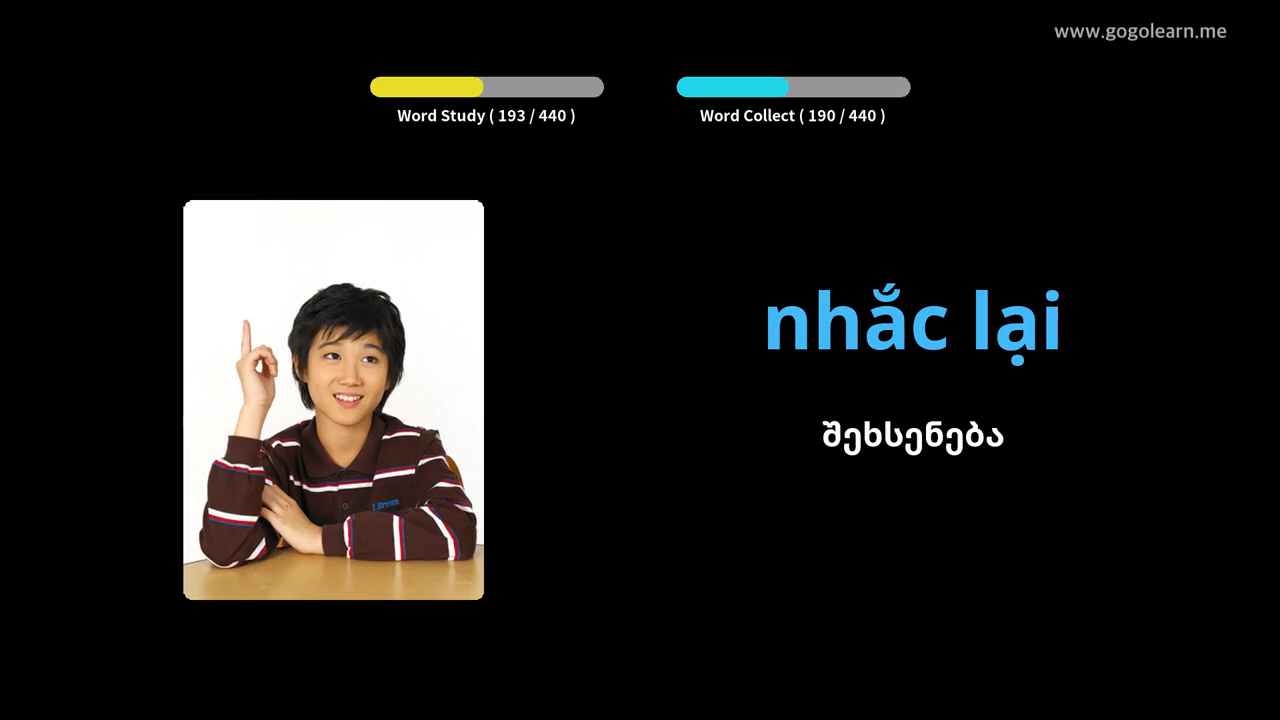 www.gogolearn.me
Word Study ( 193 / 440 )
Word Collect ( 190 / 440 )
nhắc lại
შეხსენება